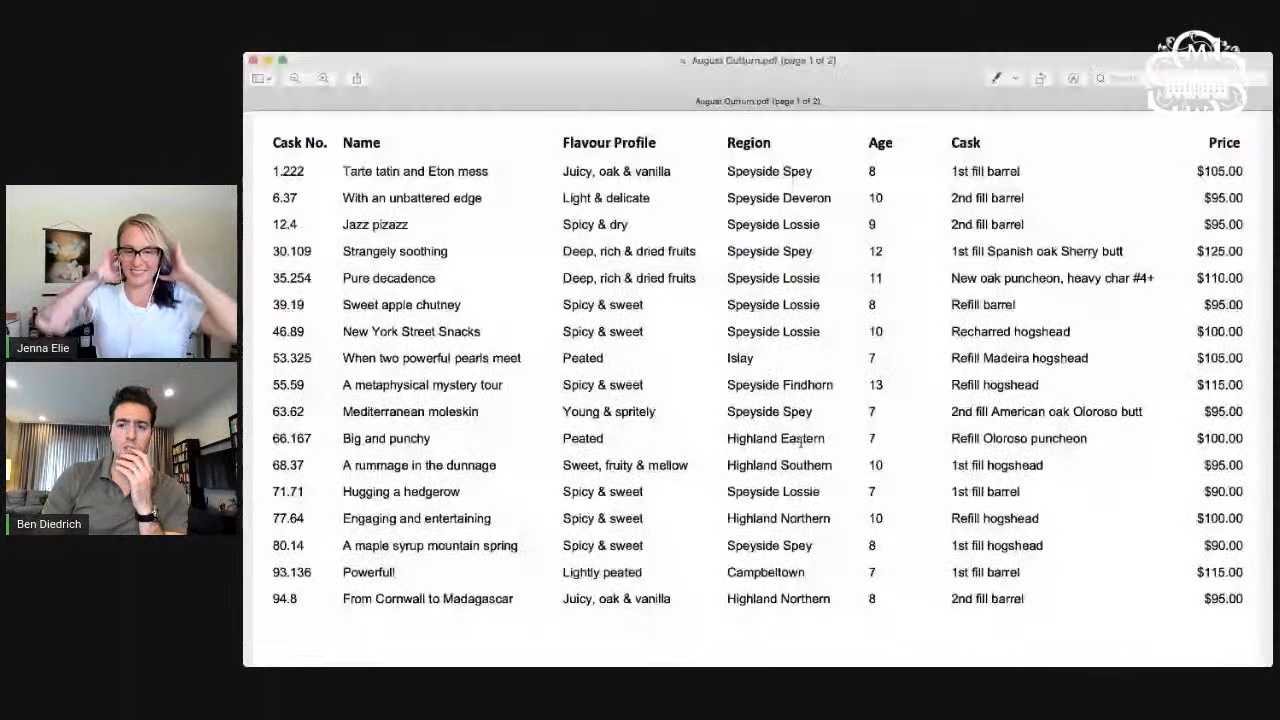 August Outturn.pdf (page 1 of 2)
August Outturn.pdf (page 1 of 2)
Cask No. Name Flavour Profile Region Age Cask Price
1.222 Tarte tatin and Eton mess Juicy, oak & vanilla Speyside Spey 8 1st fill barrel $105.00
6.37 With an unbattered edge Light & delicate Speyside Deveron 10 2nd fill barrel $95.00
12.4 Jazz pizazz Spicy & dry Speyside Lossie 9 2nd fill barrel $95.00
30.109 Strangely soothing Deep, rich & dried fruits Speyside Spey 12 1st fill Spanish oak Sherry butt $125.00
35.254 Pure decadence Deep, rich & dried fruits Speyside Lossie 11 New oak puncheon, heavy char #4+ $110.00
39.19 Sweet apple chutney Spicy & sweet Speyside Lossie 8 Refill barrel $95.00
46.89 New York Street Snacks Spicy & sweet Speyside Lossie 10 Recharred hogshead $100.00
53.325 When two powerful pearls meet Peated Islay 7 Refill Madeira hogshead $105.00
55.59 A metaphysical mystery tour Spicy & sweet Speyside Findhorn 13 Refill hogshead $115.00
63.62 Mediterranean moleskin Young & spritely Speyside Spey 7 2nd fill American oak Oloroso butt $95.00
66.167 Big and punchy Peated Highland Eastern 7 Refill Oloroso puncheon $100.00
68.37 A rummage in the dunnage Sweet, fruity & mellow Highland Southern 10 1st fill hogshead $95.00
71.71 Hugging a hedgerow Spicy & sweet Speyside Lossie 7 1st fill barrel $90.00
77.64 Engaging and entertaining Spicy & sweet Highland Northern 10 Refill hogshead $100.00
80.14 A maple syrup mountain spring Spicy & sweet Speyside Spey 8 1st fill hogshead $90.00
93.136 Powerful! Lightly peated Campbeltown 7 1st fill barrel $115.00
94.8 From Cornwall to Madagascar Juicy, oak & vanilla Highland Northern 8 2nd fill barrel $95.00
Jenna Elie
Ben Diedrich